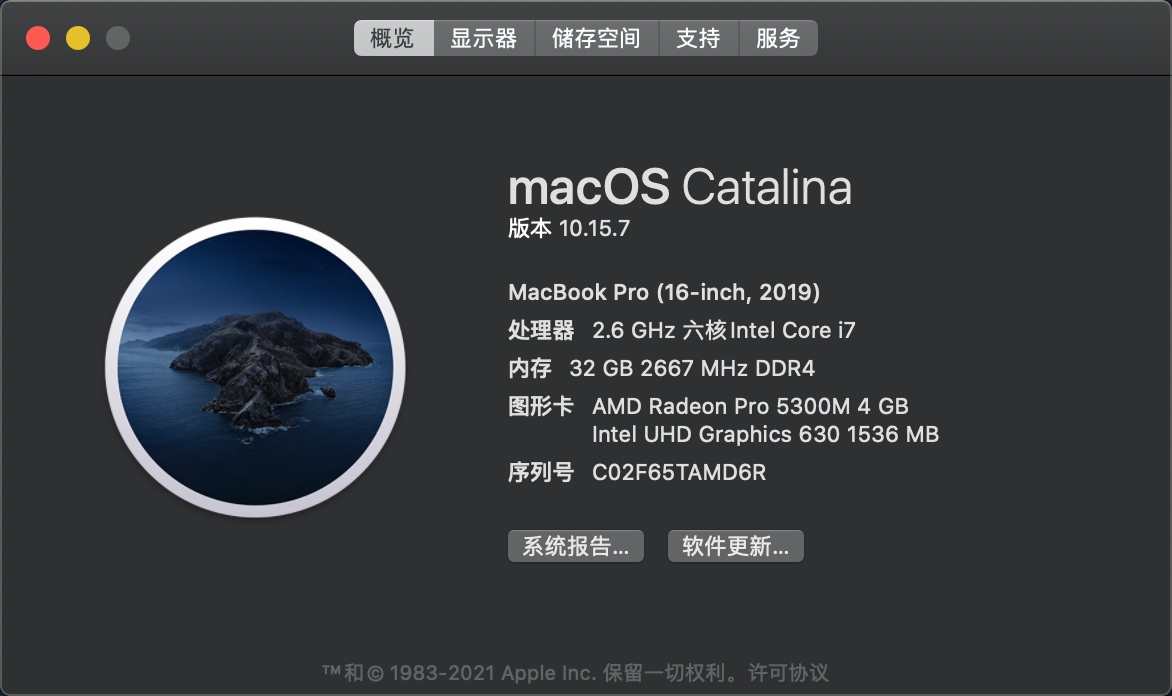 概览 显示器 储存空间 支持 服务
macOS Catalina
版本 10.15.7
MacBook Pro (16-inch, 2019)
处理器 2.6 GHz 六核Intel Core i7
内存 32 GB 2667 MHz DDR4
图形卡 AMD Radeon Pro 5300M 4 GB
Intel UHD Graphics 630 1536 MB
序列号 C02F65TAMD6R
系统报告... 软件更新...
™和© 1983-2021 Apple Inc. 保留一切权利。许可协议